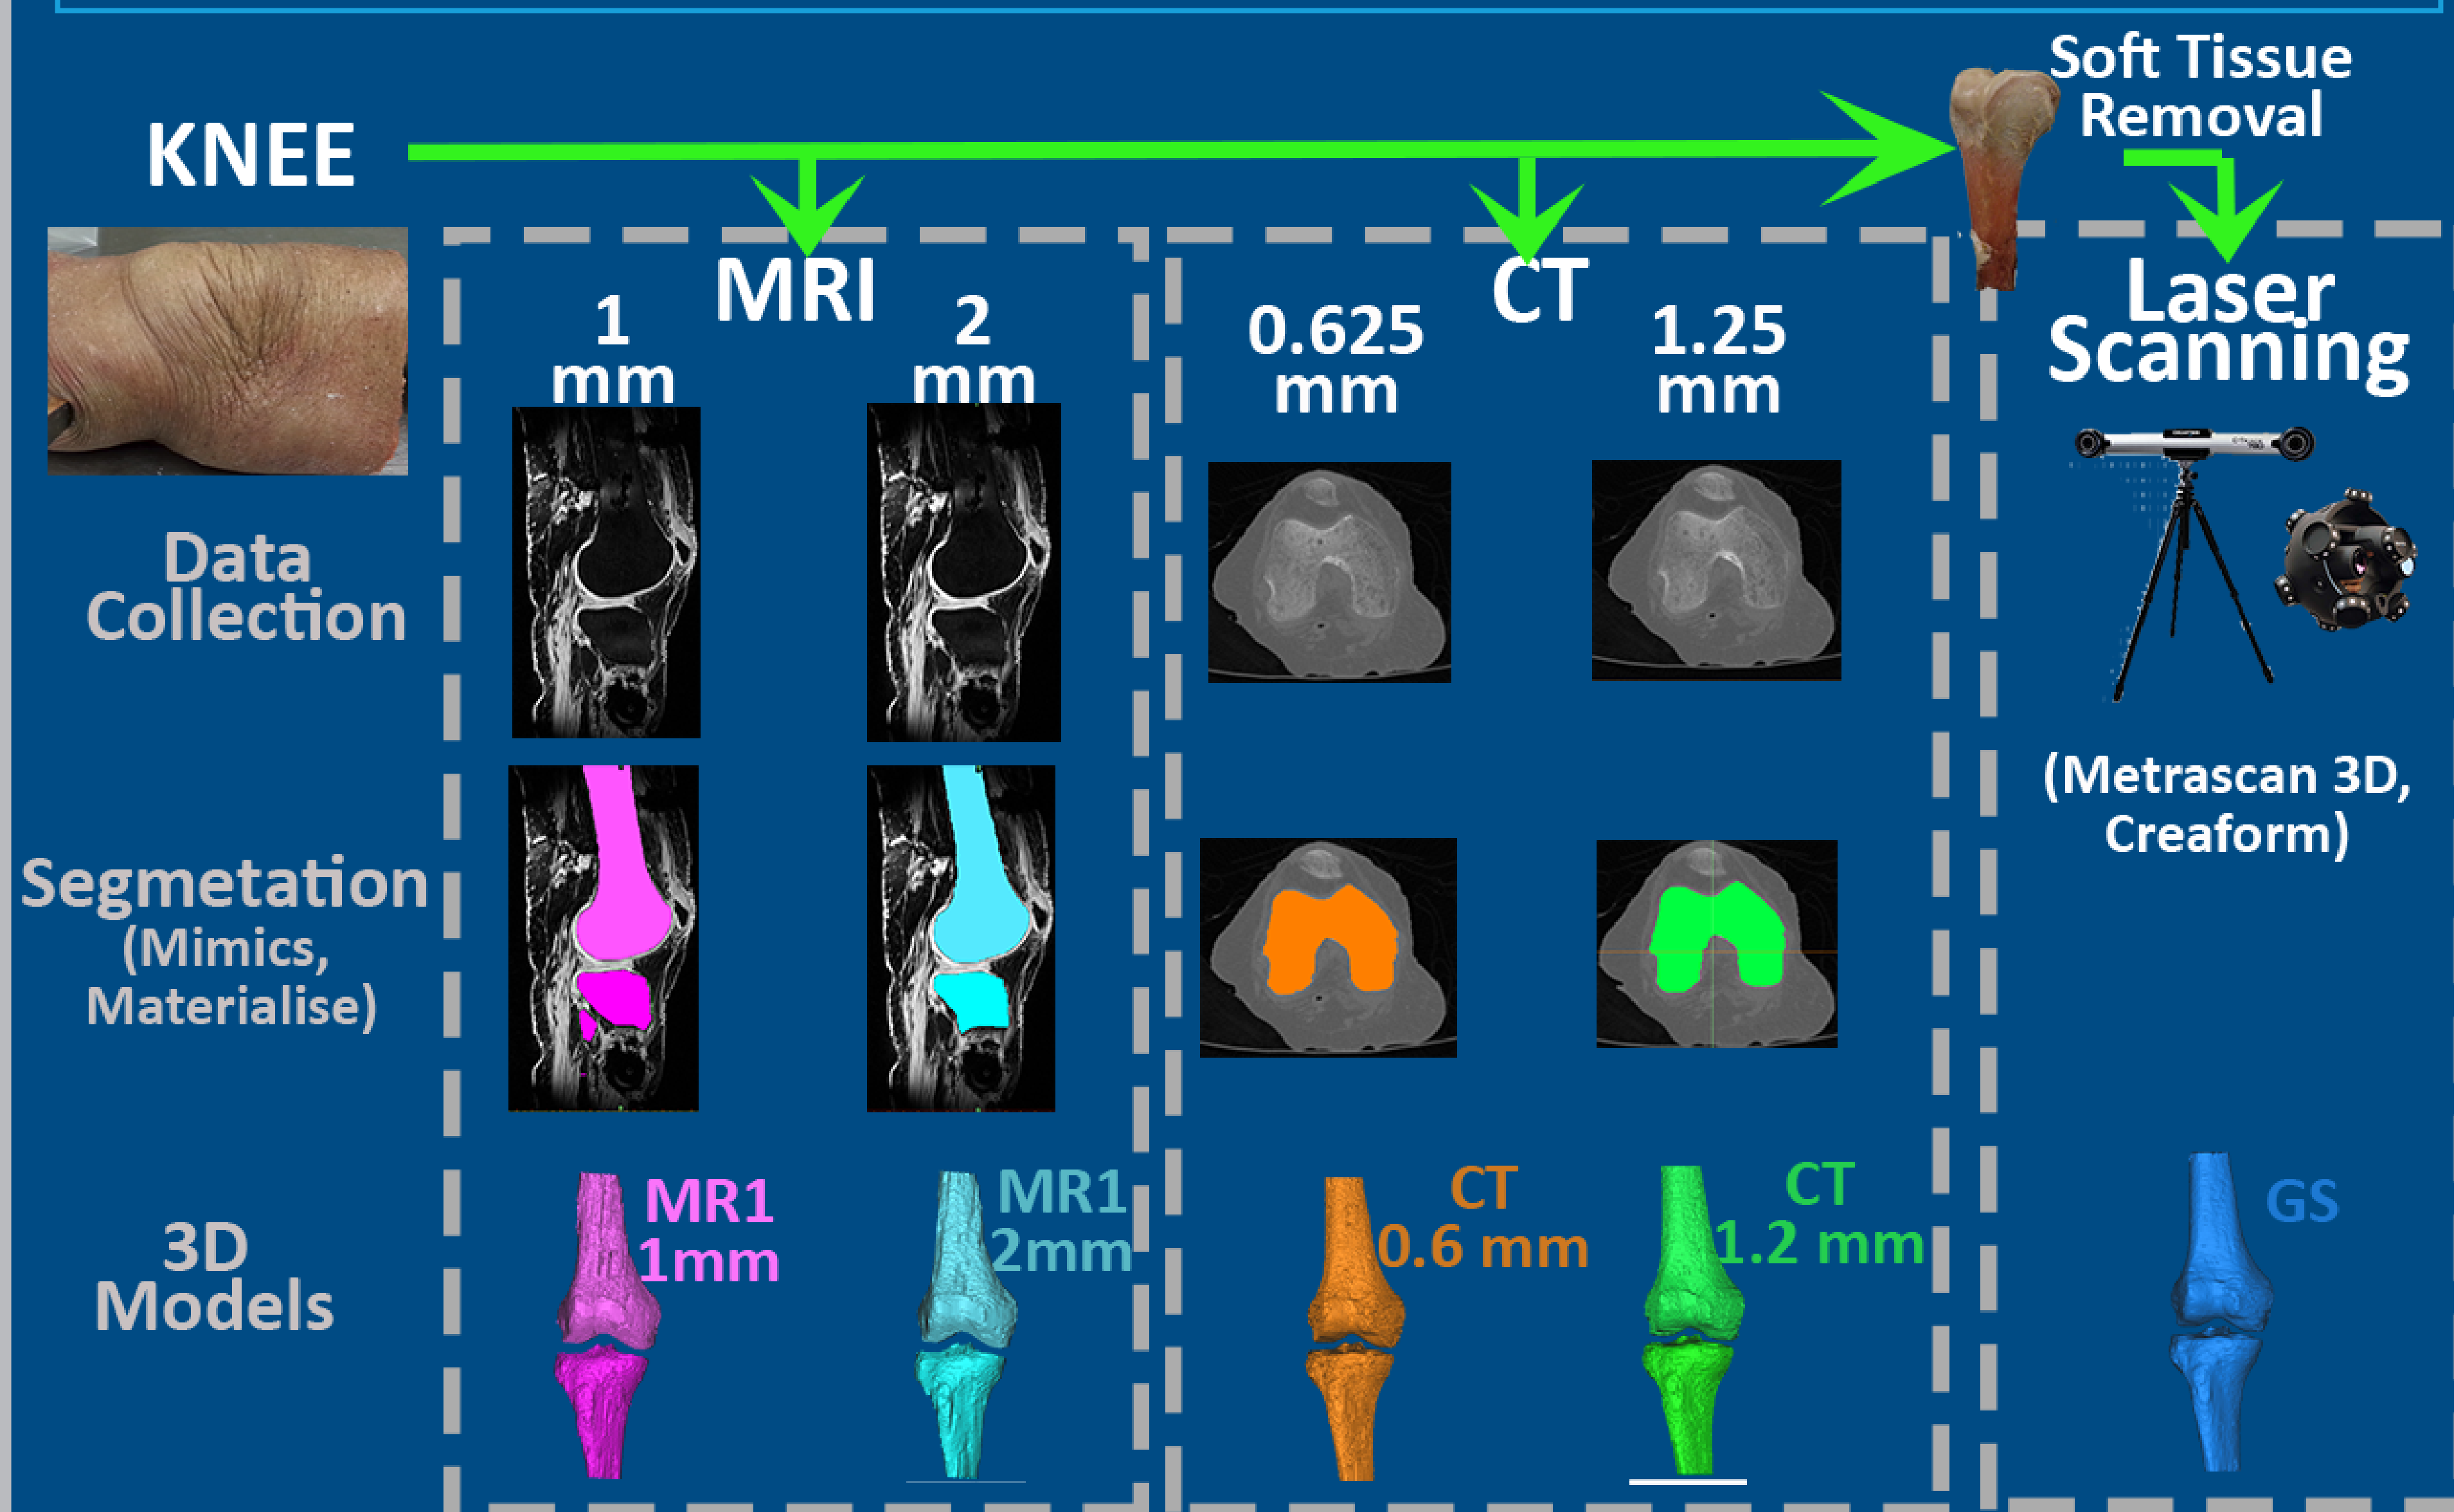 Soft Tissue
Removal
KNEE
MRI
1
mm
2
mm
CT
0.625
mm
1.25
mm
Laser
Scanning
Data
Collection
(Metrascan 3D,
Creaform)
Segmetation
(Mimics,
Materialise)
3D
Models
MR1
1mm
MR1
2mm
CT
0.6 mm
CT
1.2 mm
GS